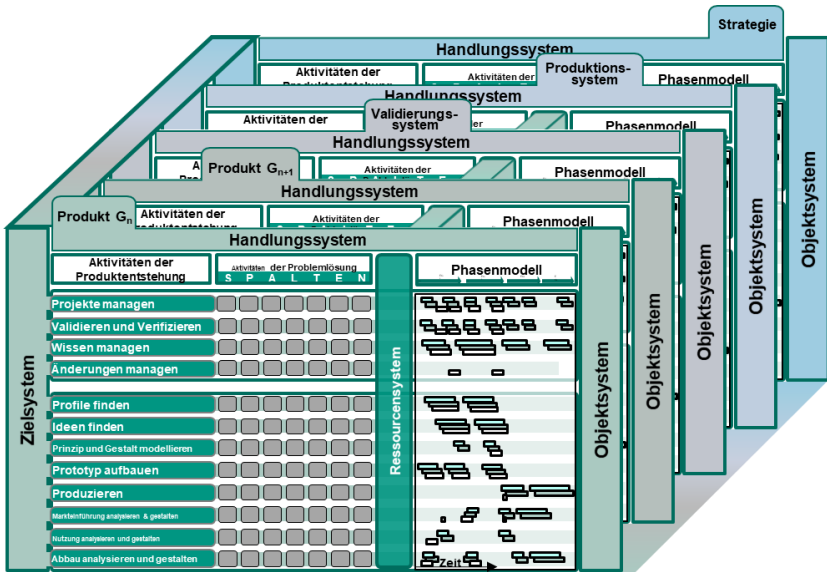 Strategie
Handlungssystem
Aktivitäten der
Produktentstehung
Phasenmodell
Objektsystem
Produktions-
system
Handlungssystem
Aktivitäten der
Phasenmodell
Objektsystem
Validierungs-
system
Handlungssystem
Aktivitäten der
Phasenmodell
Objektsystem
Produkt Gn+1
Handlungssystem
Aktivitäten der
Produktentstehung
Aktivitäten der
Phasenmodell
Objektsystem
Produkt Gn
Handlungssystem
Zielsystem
Aktivitäten der
Produktentstehung
Aktivitäten der Problemlösung
S P A L T E N
Ressourcensystem
Phasenmodell
Objektsystem
Projekte managen
Validieren und Verifizieren
Wissen managen
Änderungen managen
Profile finden
Ideen finden
Prinzip und Gestalt modellieren
Prototyp aufbauen
Produzieren
Markteinführung analysieren & gestalten
Nutzung analysieren und gestalten
Abbau analysieren und gestalten
Zeit